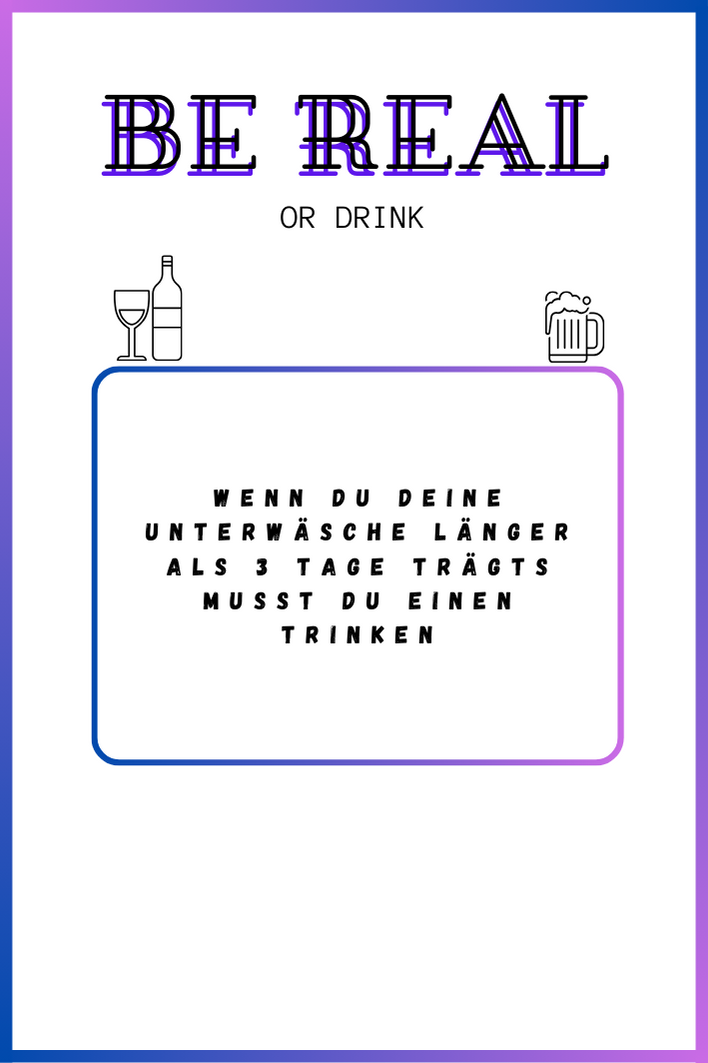 BE REAL
OR DRINK
WENN DU DEINE
UNTERWÄSCHE LÄNGER
ALS 3 TAGE TRÄGTS
MUSST DU EINEN
TRINKEN